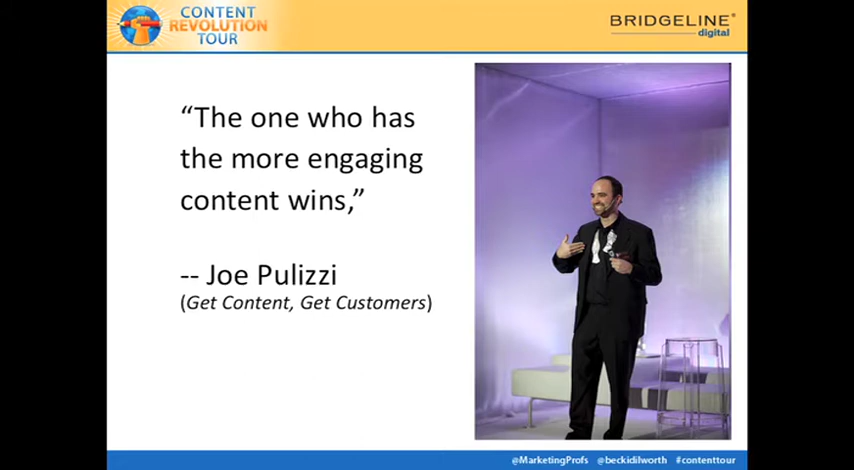 CONTENT
REVOLUTION
TOUR
BRIDGELINE®
digital
“The one who has
the more engaging
content wins,”
-- Joe Pulizzi
(Get Content, Get Customers)
@MarketingProfs @beckidilworth #contenttour